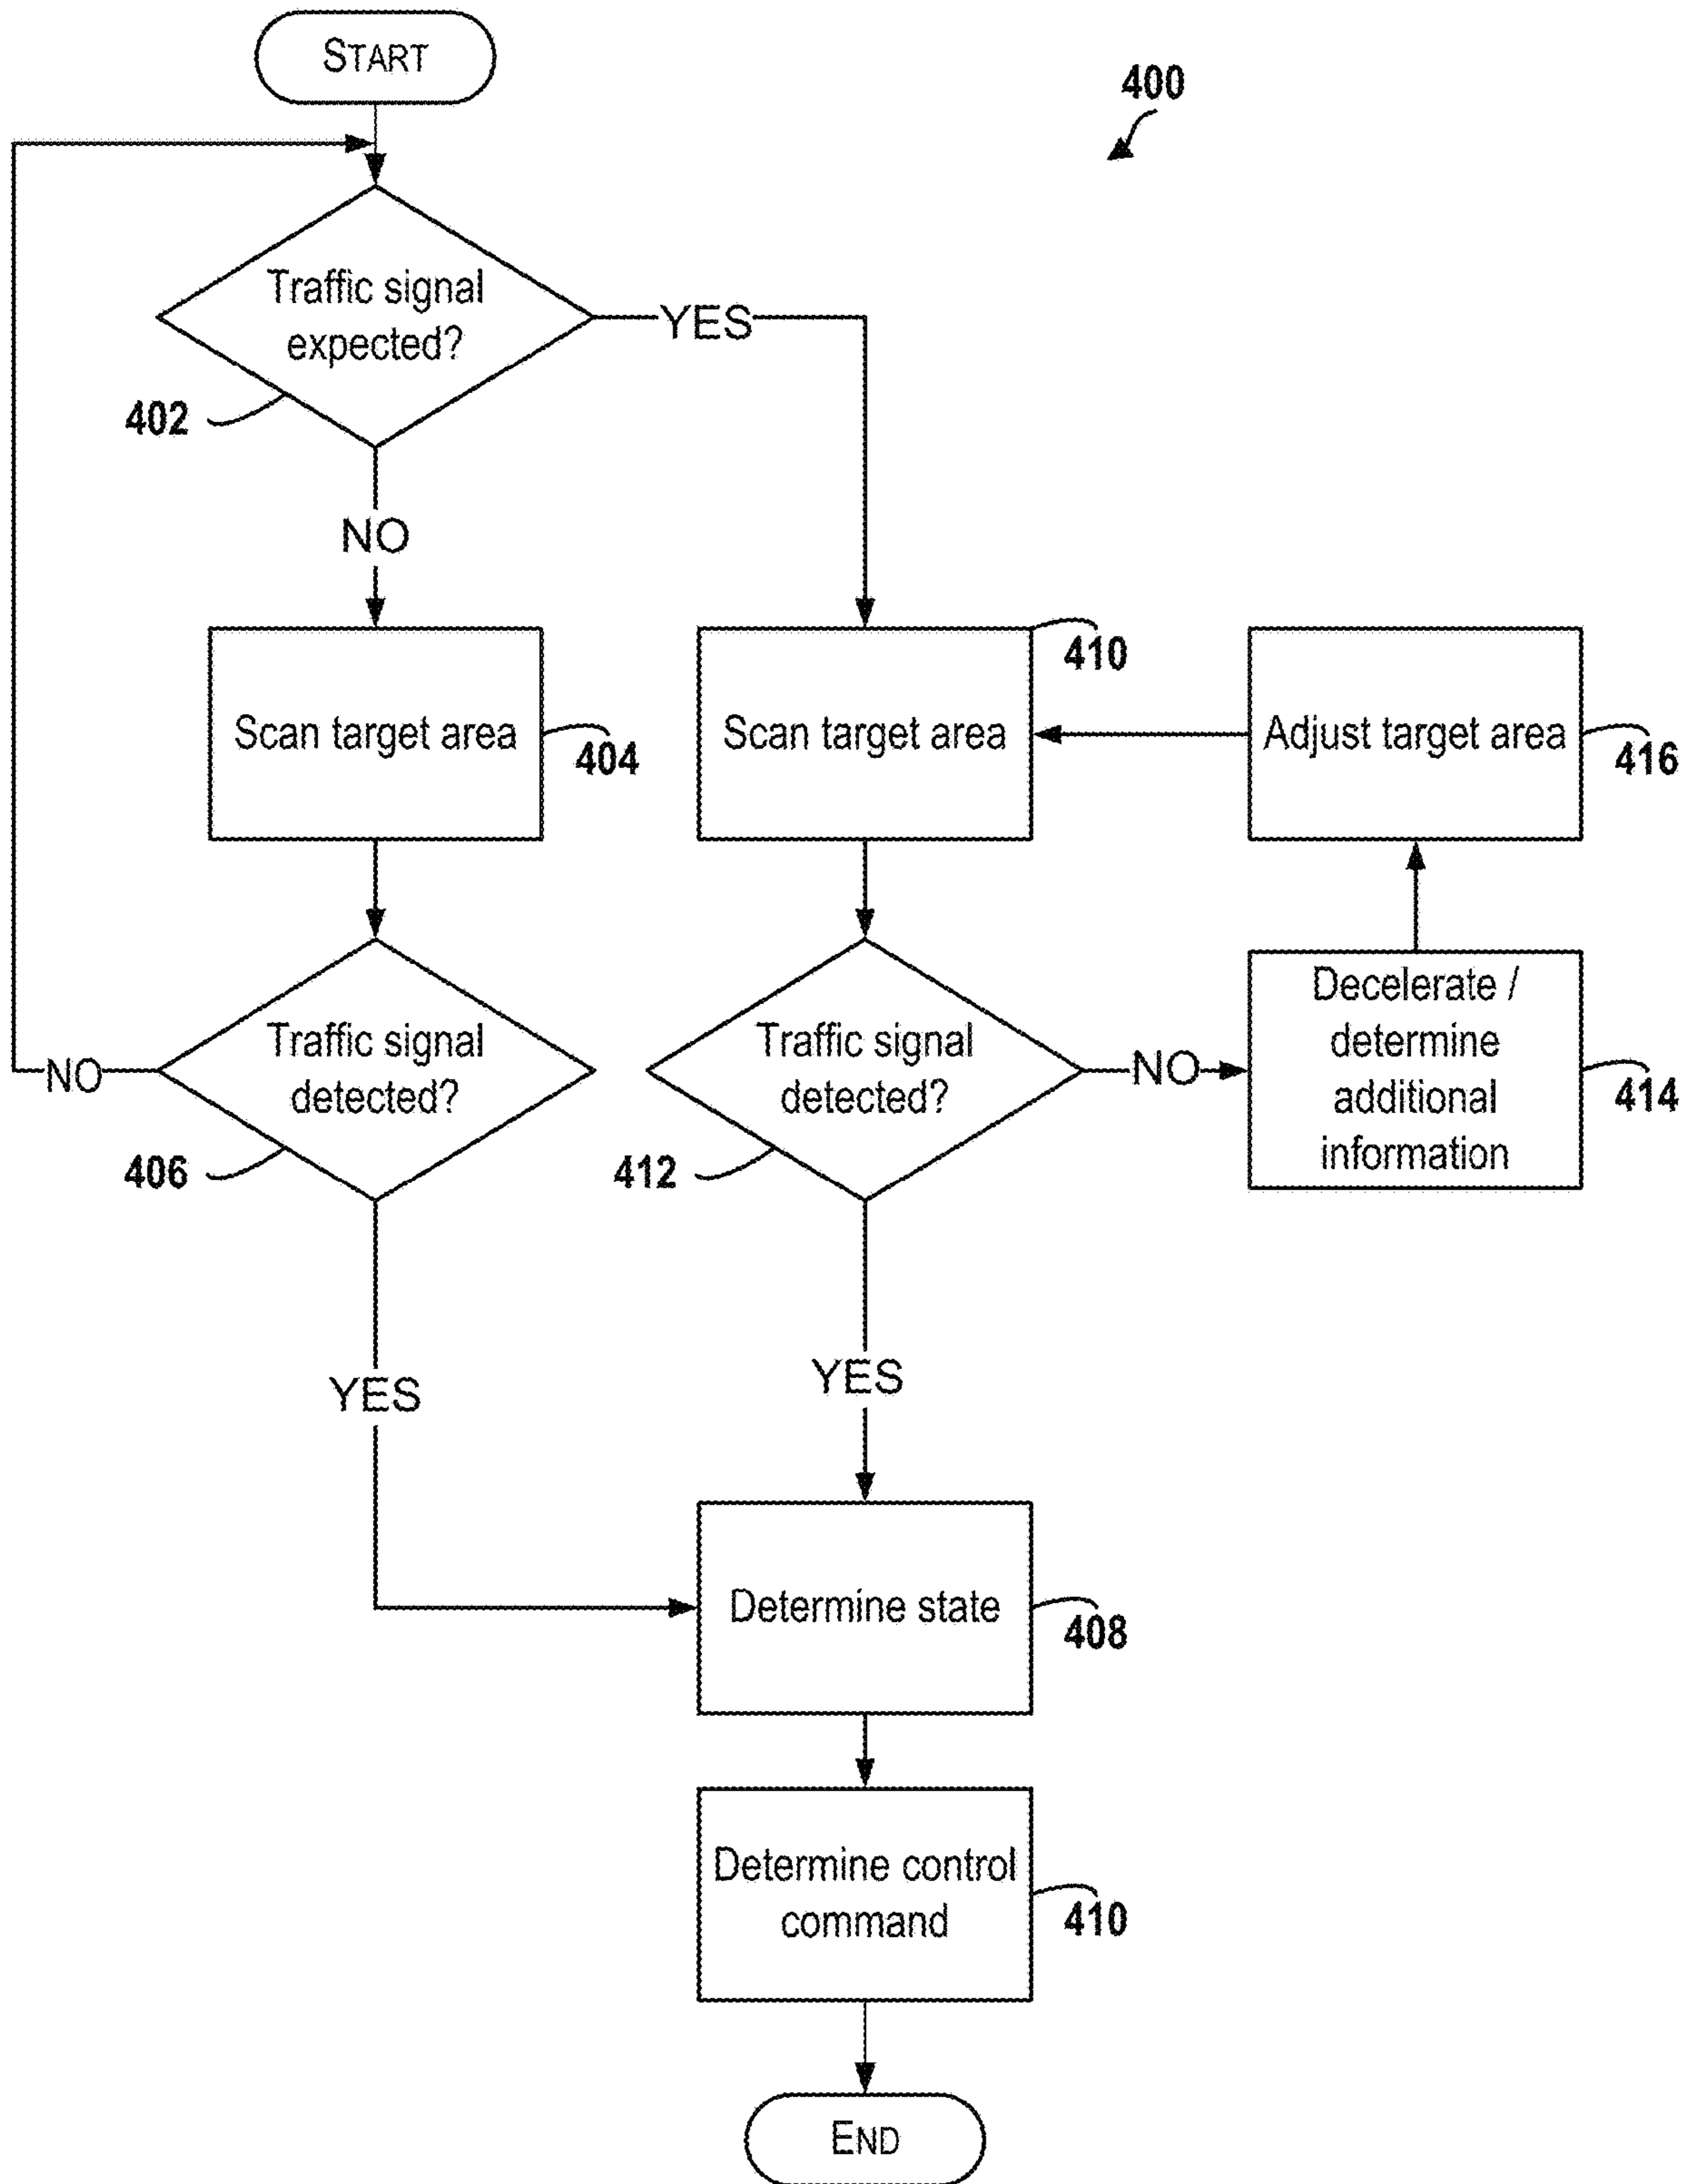 START
400
Traffic signal
expected?
YES
402
NO
410
Scan target area
404
Scan target area
Adjust target area
416
Traffic signal
detected?
NO
406
Traffic signal
detected?
NO
412
Decelerate /
determine
additional
information
414
YES
YES
Determine state
408
Determine control
command
410
END